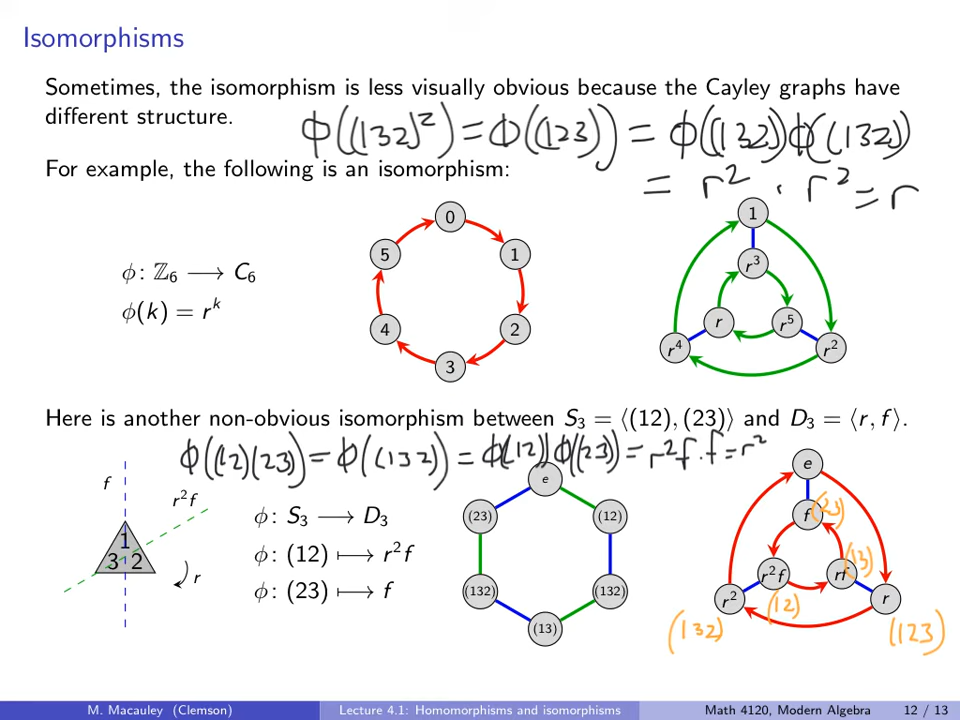 Isomorphisms
Sometimes, the isomorphism is less visually obvious because the Cayley graphs have
different structure.
ϕ((132)²) = ϕ((123)) = ϕ((132))ϕ((132))
For example, the following is an isomorphism:
= r² · r² = r
ϕ: ℤ₆ ⟶ C₆
ϕ(k) = rᵏ
0
1
2
3
4
5
1
r³
r
r⁵
r⁴
r²
Here is another non-obvious isomorphism between S₃ = ⟨(12), (23)⟩ and D₃ = ⟨r, f⟩.
ϕ((12)(23)) = ϕ((132)) = ϕ((12))ϕ((23)) = r²f · f = r²
f
r²f
1
3 2
r
ϕ: S₃ ⟶ D₃
ϕ: (12) ⟼ r²f
ϕ: (23) ⟼ f
e
(23)
(12)
(132)
(132)
(13)
e
f
(23)
r²f
rf
(13)
r²
(12)
r
(132)
(123)
M. Macauley (Clemson) Lecture 4.1: Homomorphisms and isomorphisms Math 4120, Modern Algebra 12 / 13